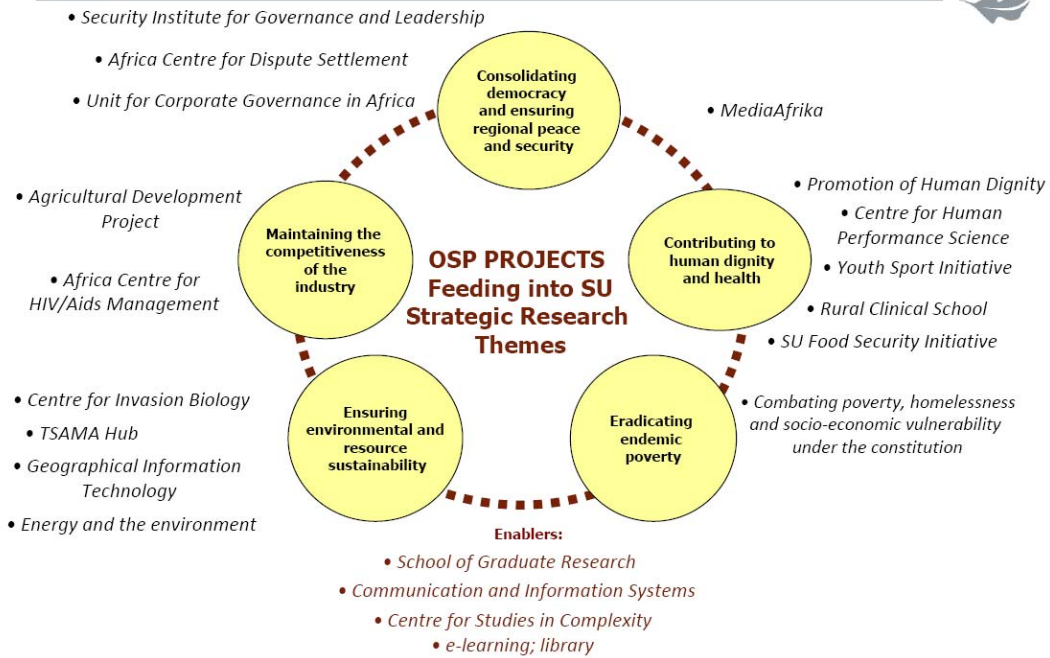 • Security Institute for Governance and Leadership
• Africa Centre for Dispute Settlement
• Unit for Corporate Governance in Africa
Consolidating
democracy
and ensuring
regional peace
and security
• MediaAfrika
• Agricultural Development
Project
• Africa Centre for
HIV/Aids Management
Maintaining the
competitiveness
of the
industry
OSP PROJECTS
Feeding into SU
Strategic Research
Themes
Contributing to
human dignity
and health
• Promotion of Human Dignity
• Centre for Human
Performance Science
• Youth Sport Initiative
• Rural Clinical School
• SU Food Security Initiative
• Centre for Invasion Biology
• TSAMA Hub
• Geographical Information
Technology
• Energy and the environment
Ensuring
environmental and
resource
sustainability
Eradicating
endemic
poverty
• Combating poverty, homelessness
and socio-economic vulnerability
under the constitution
Enablers:
• School of Graduate Research
• Communication and Information Systems
• Centre for Studies in Complexity
• e-learning; library